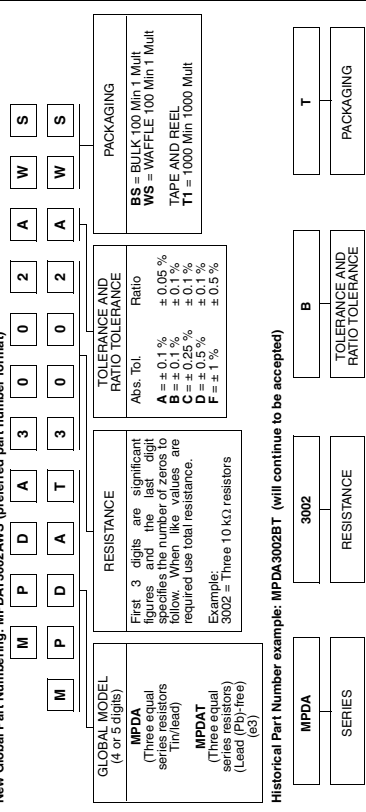 New Global Part Numbering: MPDAT3002AWS (preferred part number format)
M P D A 3 0 0 2 A W S
M P D A T 3 0 0 2 A W S
GLOBAL MODEL
(4 or 5 digits)
MPDA
(Three equal
series resistors
Tin/lead)
MPDAT
(Three equal
series resistors)
(Lead (Pb)-free)
(e3)
RESISTANCE
First 3 digits are significant
figures and the last digit
specifies the number of zeros to
follow. When like values are
required use total resistance.
Example:
3002 = Three 10 kΩ resistors
TOLERANCE AND
RATIO TOLERANCE
Abs. Tol. Ratio
A = ± 0.1 % ± 0.05 %
B = ± 0.1 % ± 0.1 %
C = ± 0.25 % ± 0.1 %
D = ± 0.5 % ± 0.1 %
F = ± 1 % ± 0.5 %
PACKAGING
BS = BULK 100 Min 1 Mult
WS = WAFFLE 100 Min 1 Mult
TAPE AND REEL
T1 = 1000 Min 1000 Mult
Historical Part Number example: MPDA3002BT (will continue to be accepted)
MPDA
3002
B
T
SERIES
RESISTANCE
TOLERANCE AND
RATIO TOLERANCE
PACKAGING